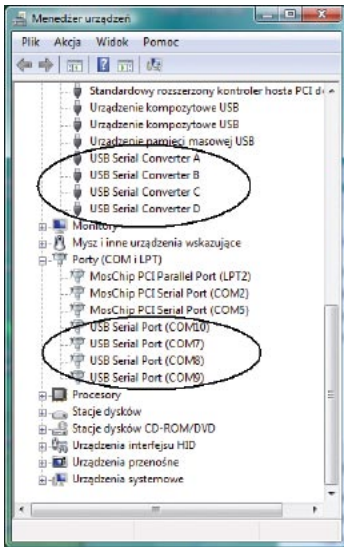 Menedżer urządzeń
Plik Akcja Widok Pomoc
Standardowy rozszerzony kontroler hosta PCI d
Urządzenie kompozytowe USB
Urządzenie kompozytowe USB
Urządzenie pamięci masowej USB
USB Serial Converter A
USB Serial Converter B
USB Serial Converter C
USB Serial Converter D
Monitory
Mysz i inne urządzenia wskazujące
Porty (COM i LPT)
MosChip PCI Parallel Port (LPT2)
MosChip PCI Serial Port (COM2)
MosChip PCI Serial Port (COM5)
USB Serial Port (COM10)
USB Serial Port (COM7)
USB Serial Port (COM8)
USB Serial Port (COM9)
Procesory
Stacje dysków
Stacje dysków CD-ROM/DVD
Urządzenia interfejsu HID
Urządzenia przenośne
Urządzenia systemowe